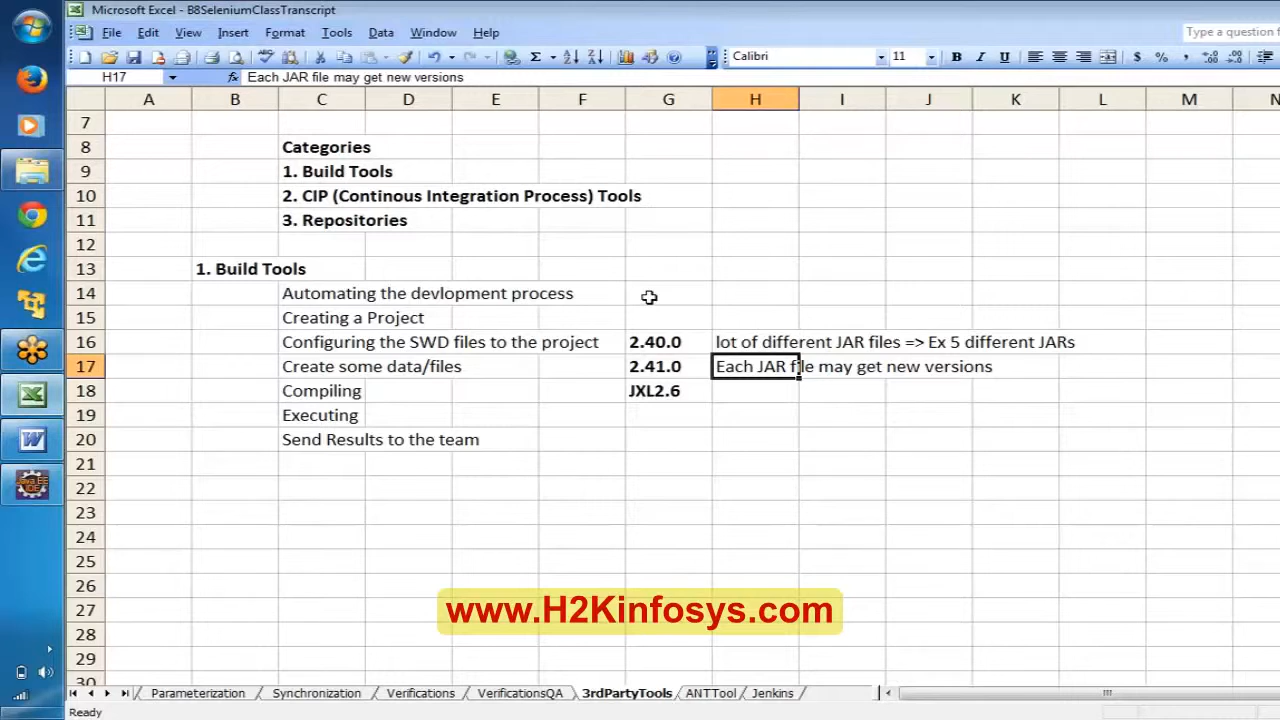 Microsoft Excel - B8SeleniumClassTranscript
File Edit View Insert Format Tools Data Window Help
Type a question f
Calibri 11 B I U $ %
H17 fx Each JAR file may get new versions
A B C D E F G H I J K L M N
7
8 Categories
9 1. Build Tools
10 2. CIP (Continous Integration Process) Tools
11 3. Repositories
12
13 1. Build Tools
14 Automating the devlopment process
15 Creating a Project
16 Configuring the SWD files to the project 2.40.0 lot of different JAR files => Ex 5 different JARs
17 Create some data/files 2.41.0 Each JAR file may get new versions
18 Compiling JXL2.6
19 Executing
20 Send Results to the team
21
22
23
24
25
26
27
www.H2Kinfosys.com
28
29
30
Parameterization Synchronization Verifications VerificationsQA 3rdPartyTools ANTTool Jenkins
Ready